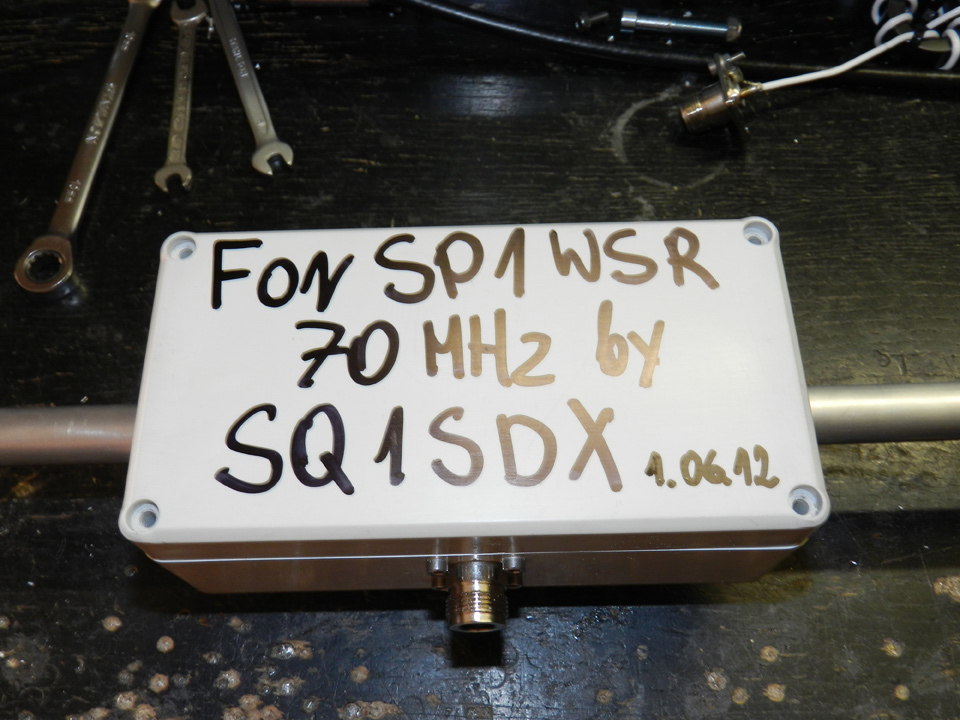 FOR SP1WSR
70 MHz by
SQ1SDX 1.06.12